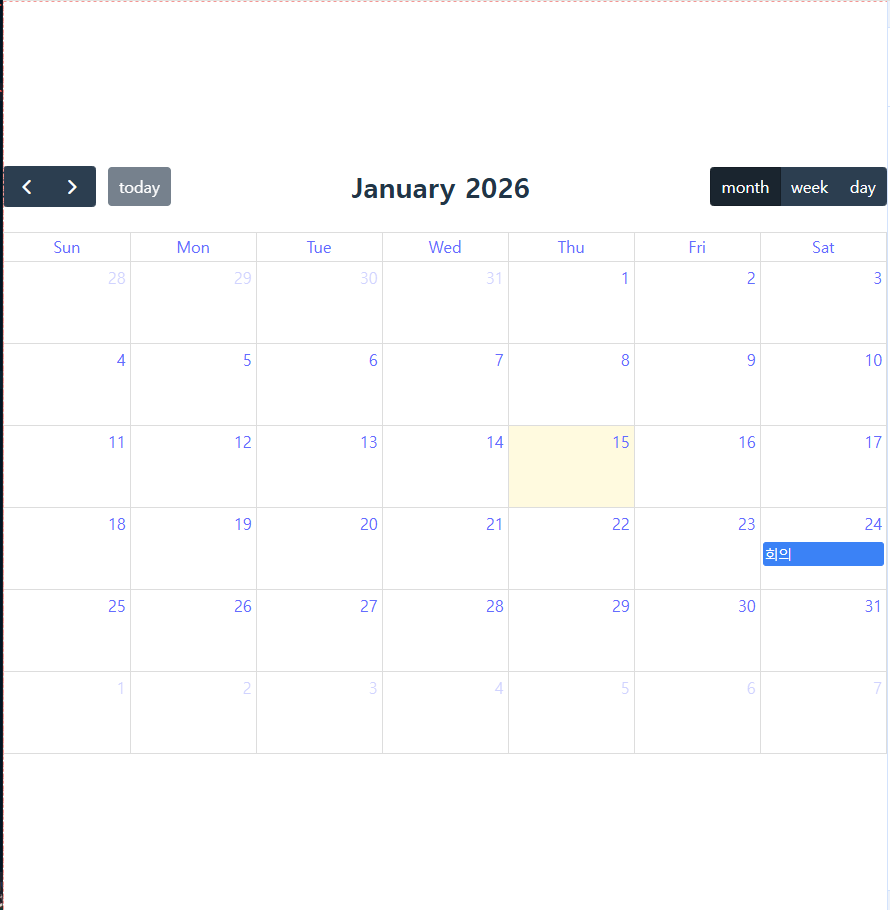 today January 2026 month week day
Sun Mon Tue Wed Thu Fri Sat
28 29 30 31 1 2 3
4 5 6 7 8 9 10
11 12 13 14 15 16 17
18 19 20 21 22 23 24
회의
25 26 27 28 29 30 31
1 2 3 4 5 6 7